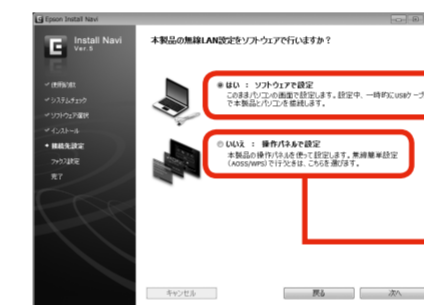 Epson Install Navi
Install Navi
Ver.5
本製品の無線LAN設定をソフトウェアで行いますか？
使用許諾
システムチェック
ソフトウェア選択
インストール
接続先設定
ファクス設定
完了
はい ： ソフトウェアで設定
このままパソコンの画面で設定します。設定中、一時的にUSBケーブ
で本製品とパソコンを接続します。
いいえ ： 操作パネルで設定
本製品の操作パネルを使って設定します。無線簡単設定
(AOSS/WPS)で行うときは、こちらを選びます。
キャンセル
戻る
次へ